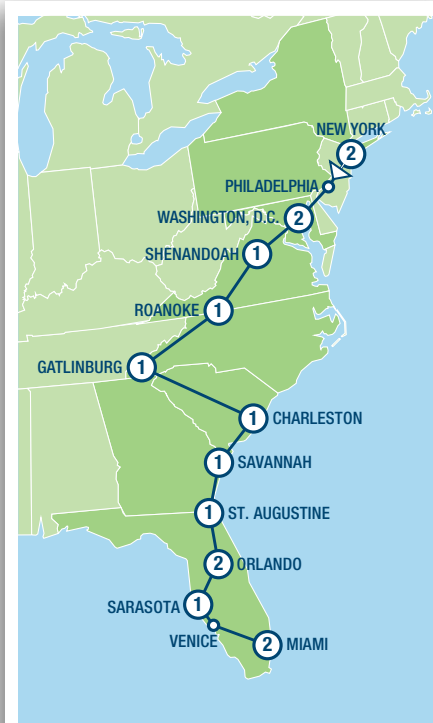 NEW YORK
2
PHILADELPHIA
WASHINGTON, D.C.
2
SHENANDOAH
1
ROANOKE
1
GATLINBURG
1
1
CHARLESTON
1
SAVANNAH
1
ST. AUGUSTINE
2
ORLANDO
SARASOTA
1
VENICE
2
MIAMI